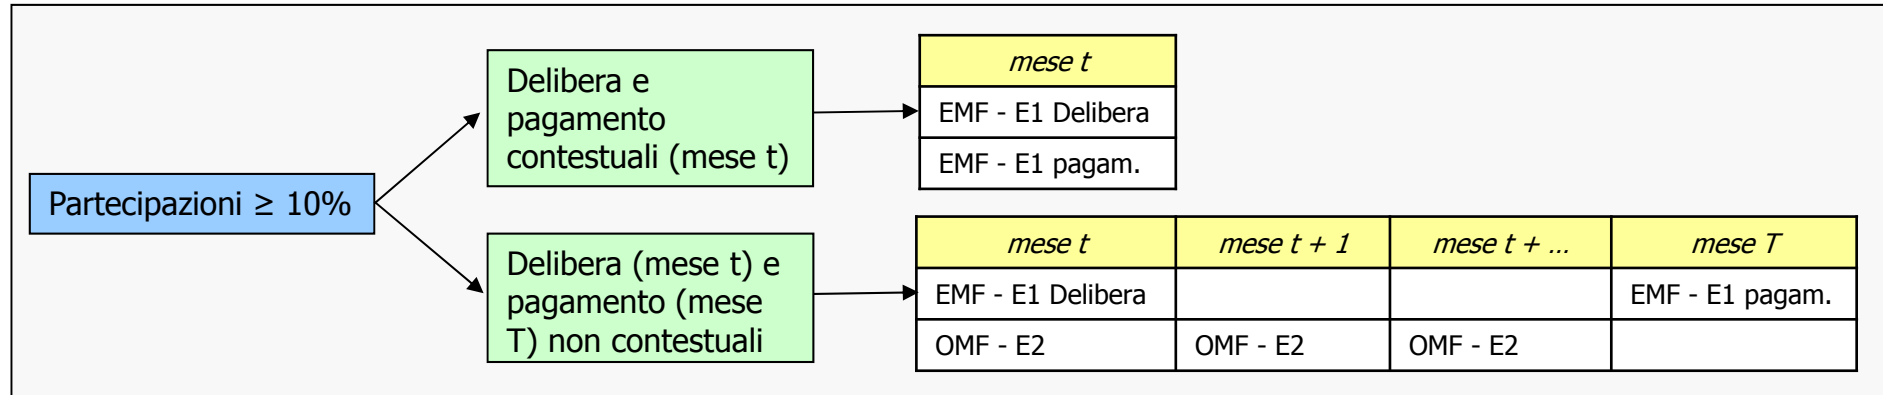 Partecipazioni ≥ 10%
Delibera e
pagamento
contestuali (mese t)
mese t
EMF - E1 Delibera
EMF - E1 pagam.
Delibera (mese t) e
pagamento (mese
T) non contestuali
mese t mese t + 1 mese t + ... mese T
EMF - E1 Delibera EMF - E1 pagam.
OMF - E2 OMF - E2 OMF - E2